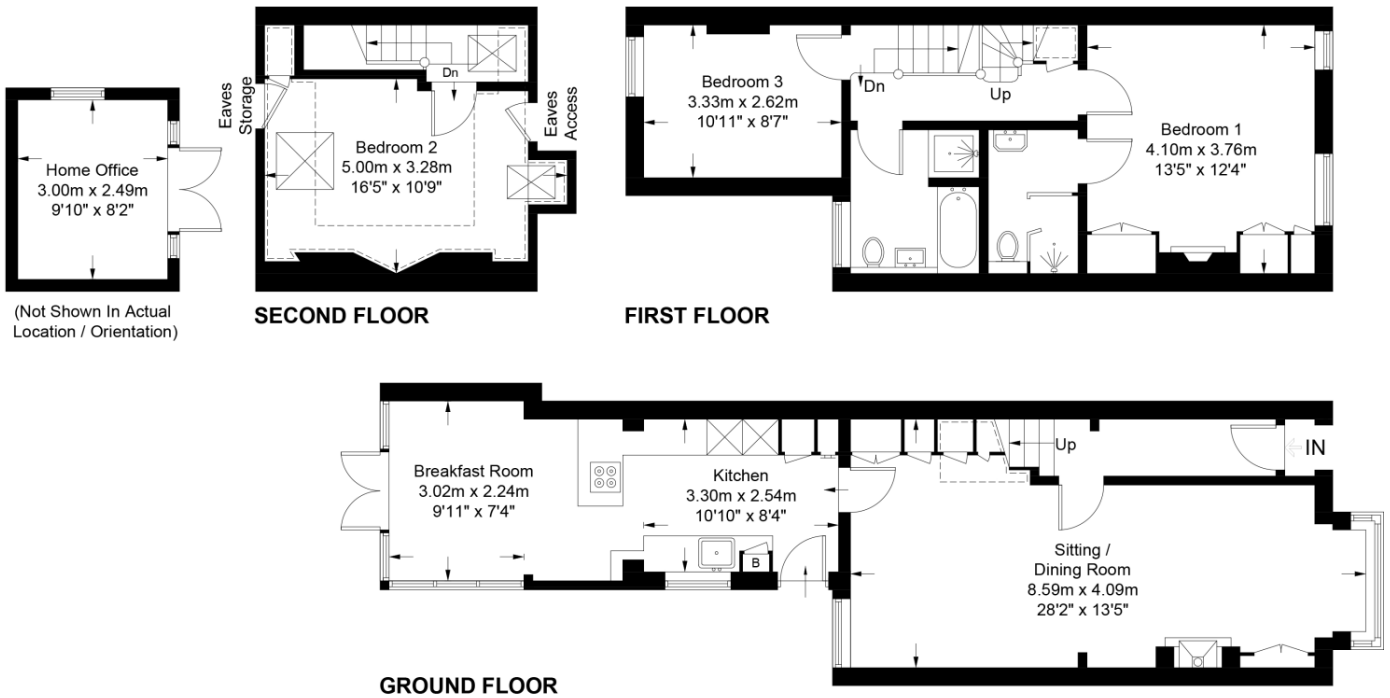 Home Office
3.00m x 2.49m
9'10" x 8'2"
(Not Shown In Actual
Location / Orientation)
Eaves
Storage
Dn
Bedroom 2
5.00m x 3.28m
16'5" x 10'9"
Eaves
Access
SECOND FLOOR
Bedroom 3
3.33m x 2.62m
10'11" x 8'7"
Dn
Up
Bedroom 1
4.10m x 3.76m
13'5" x 12'4"
FIRST FLOOR
Breakfast Room
3.02m x 2.24m
9'11" x 7'4"
Kitchen
3.30m x 2.54m
10'10" x 8'4"
B
Up
IN
Sitting /
Dining Room
8.59m x 4.09m
28'2" x 13'5"
GROUND FLOOR